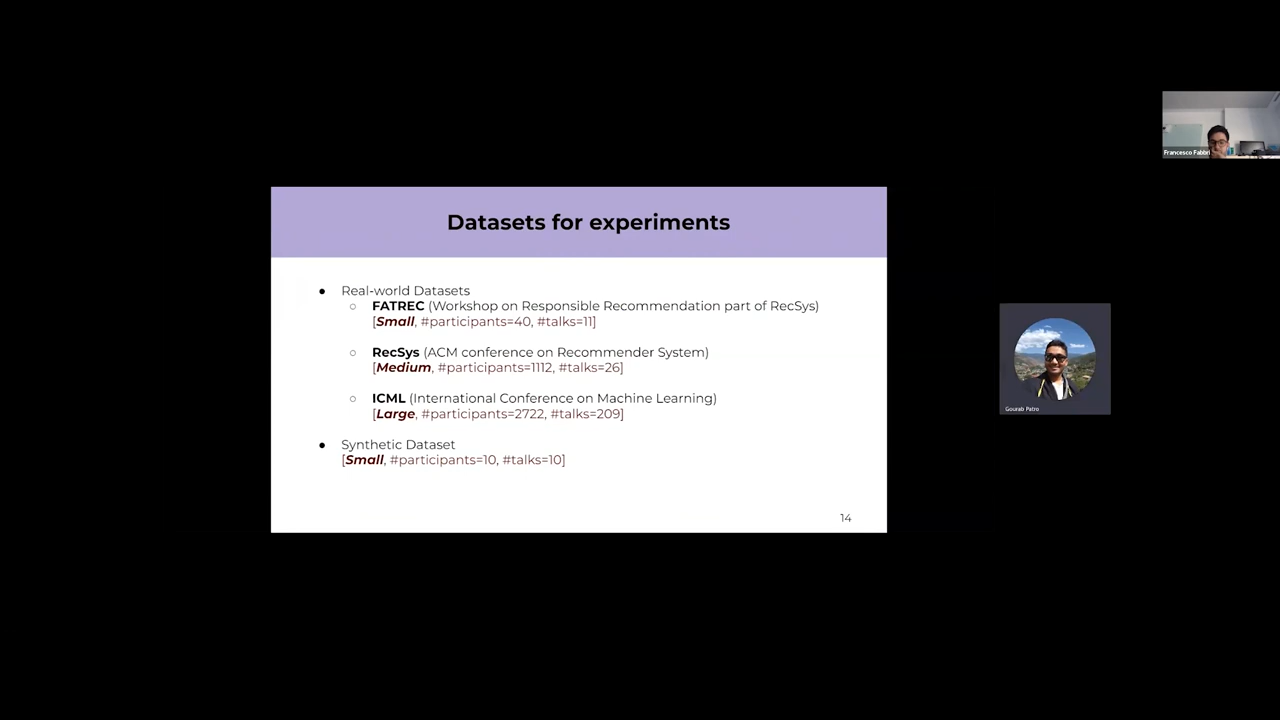 Datasets for experiments
● Real-world Datasets
○ FATREC (Workshop on Responsible Recommendation part of RecSys)
[Small, #participants=40, #talks=11]
○ RecSys (ACM conference on Recommender System)
[Medium, #participants=1112, #talks=26]
○ ICML (International Conference on Machine Learning)
[Large, #participants=2722, #talks=209]
● Synthetic Dataset
[Small, #participants=10, #talks=10]
14
Francesco Fabbri
Gourab Patro